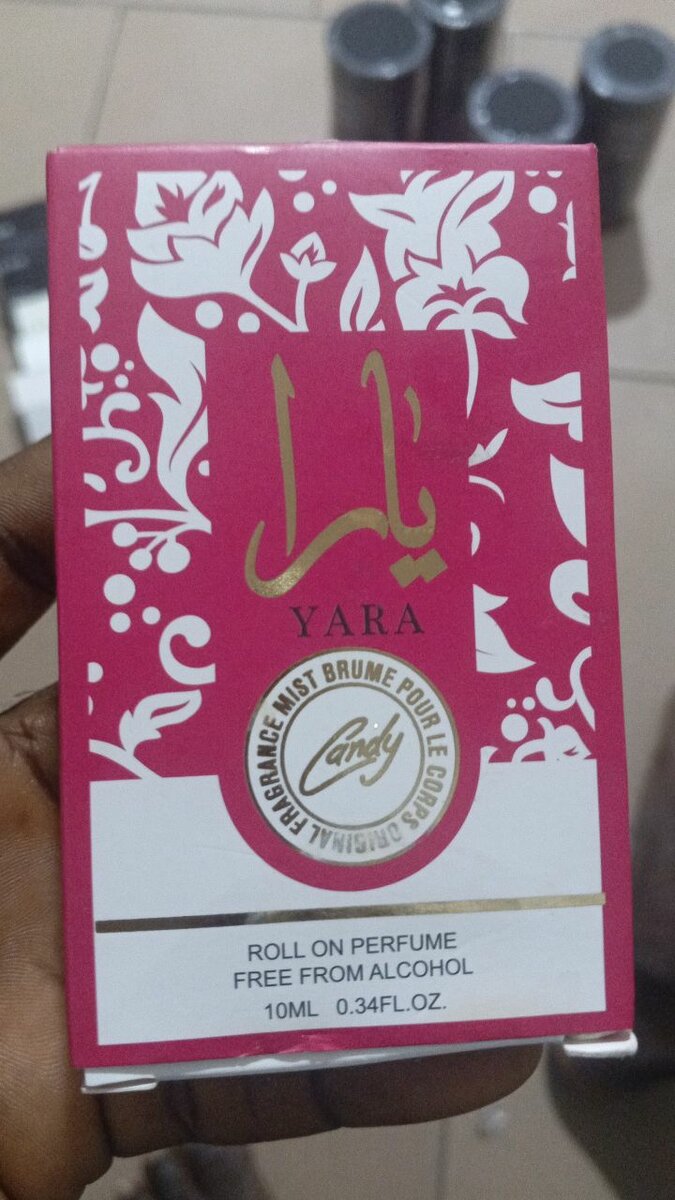 يارا
YARA
ORIGINAL FRAGRANCE MIST BRUME POUR LE CORPS
Candy
ROLL ON PERFUME
FREE FROM ALCOHOL
10ML 0.34FL.OZ.